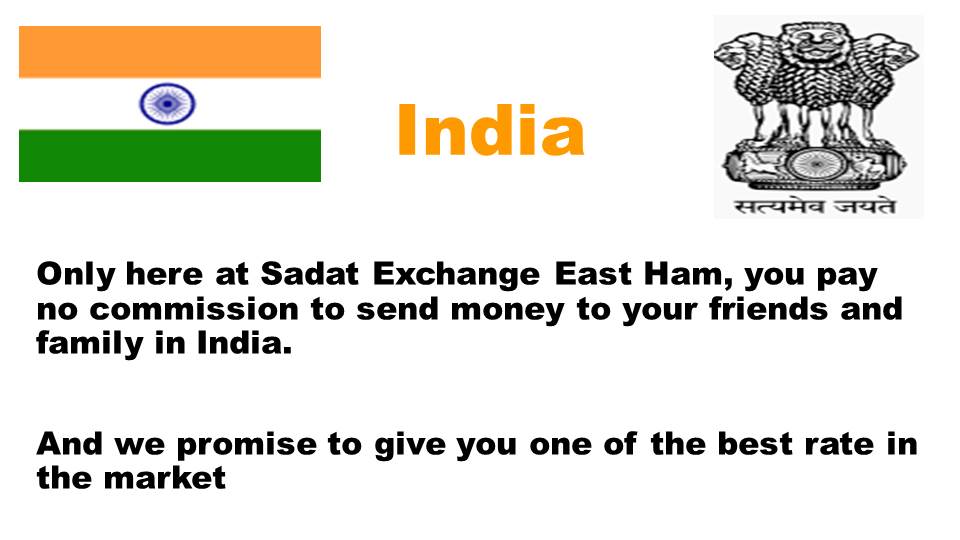 India
सत्यमेव जयते
Only here at Sadat Exchange East Ham, you pay
no commission to send money to your friends and
family in India.
And we promise to give you one of the best rate in
the market